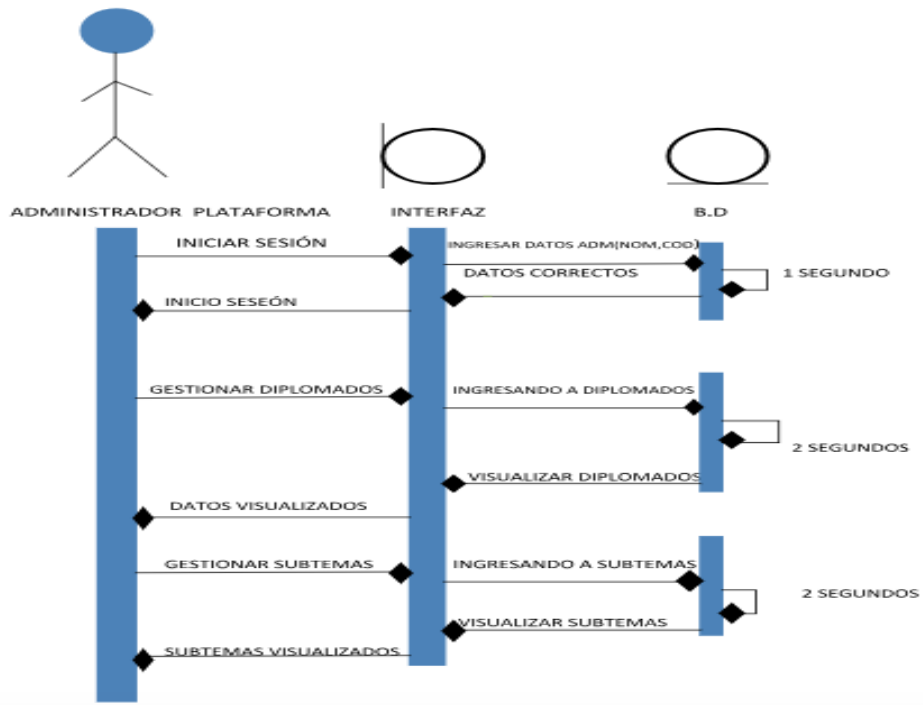 ADMINISTRADOR PLATAFORMA
INTERFAZ
B.D
INICIAR SESIÓN
INGRESAR DATOS ADM(NOM,COD)
DATOS CORRECTOS
1 SEGUNDO
INICIO SESEÓN
GESTIONAR DIPLOMADOS
INGRESANDO A DIPLOMADOS
2 SEGUNDOS
VISUALIZAR DIPLOMADOS
DATOS VISUALIZADOS
GESTIONAR SUBTEMAS
INGRESANDO A SUBTEMAS
2 SEGUNDOS
VISUALIZAR SUBTEMAS
SUBTEMAS VISUALIZADOS